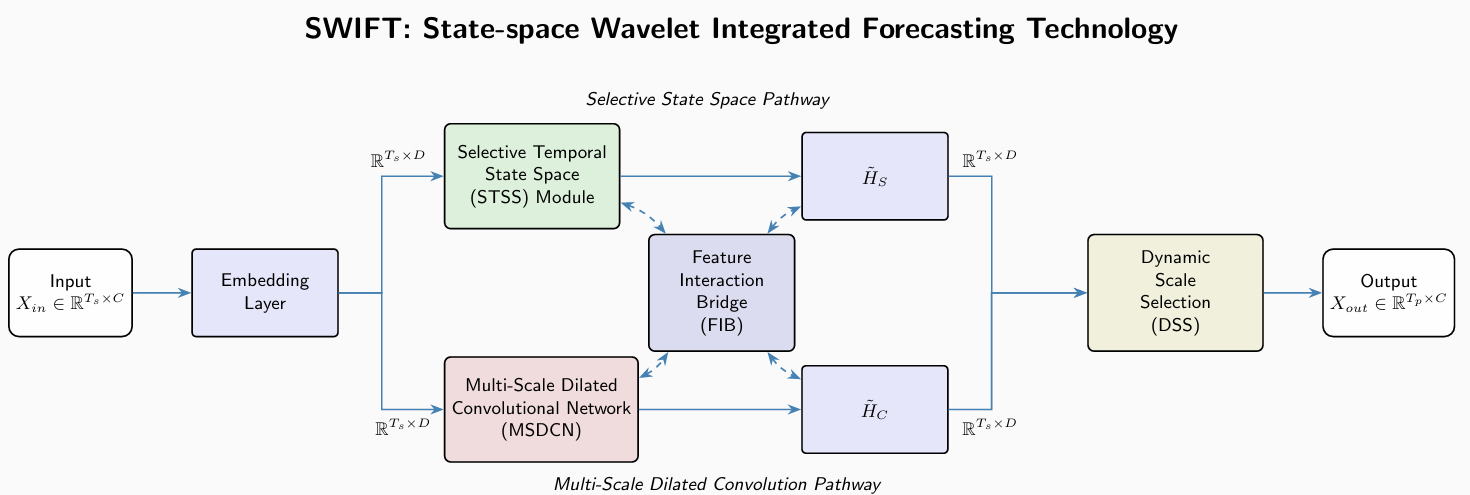 SWIFT: State-space Wavelet Integrated Forecasting Technology
Selective State Space Pathway
Input
$X_{in} \in \mathbb{R}^{T_s \times C}$
Embedding
Layer
$\mathbb{R}^{T_s \times D}$
Selective Temporal
State Space
(STSS) Module
$\tilde{H}_S$
$\mathbb{R}^{T_s \times D}$
Feature
Interaction
Bridge
(FIB)
$\mathbb{R}^{T_s \times D}$
Multi-Scale Dilated
Convolutional Network
(MSDCN)
$\tilde{H}_C$
$\mathbb{R}^{T_s \times D}$
Dynamic
Scale
Selection
(DSS)
Output
$X_{out} \in \mathbb{R}^{T_p \times C}$
Multi-Scale Dilated Convolution Pathway